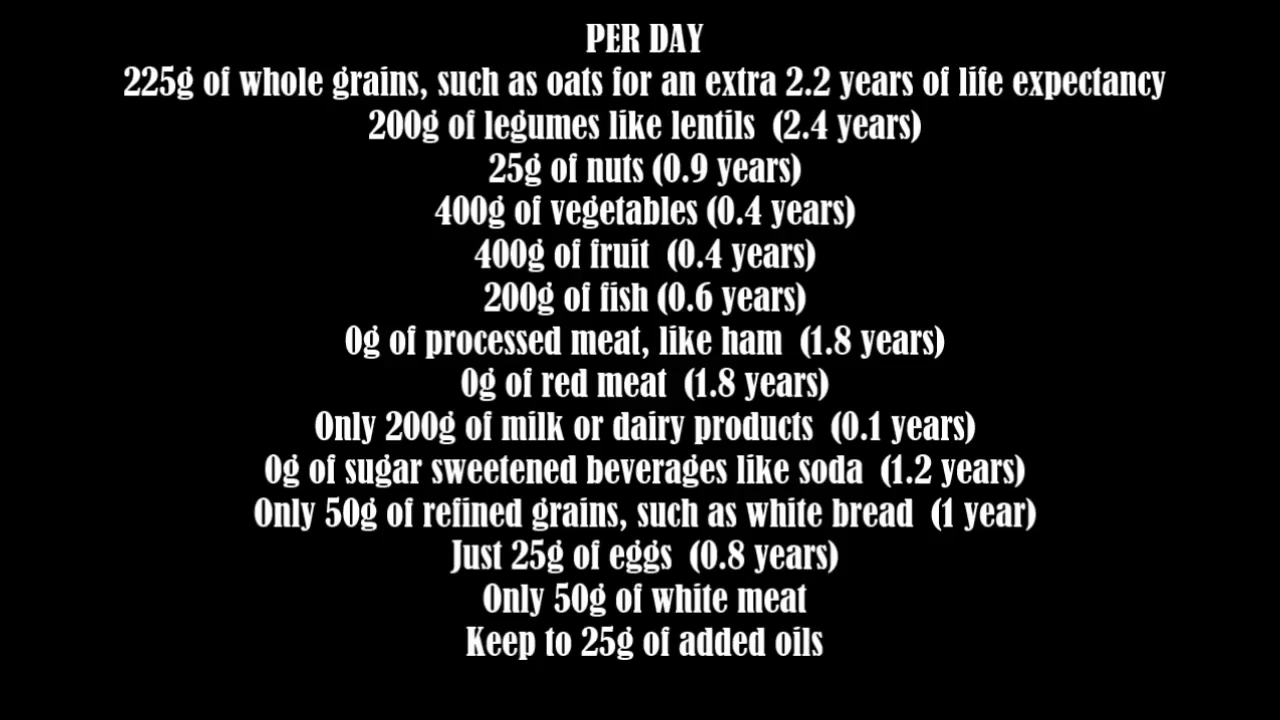 PER DAY
225g of whole grains, such as oats for an extra 2.2 years of life expectancy
200g of legumes like lentils (2.4 years)
25g of nuts (0.9 years)
400g of vegetables (0.4 years)
400g of fruit (0.4 years)
200g of fish (0.6 years)
0g of processed meat, like ham (1.8 years)
0g of red meat (1.8 years)
Only 200g of milk or dairy products (0.1 years)
0g of sugar sweetened beverages like soda (1.2 years)
Only 50g of refined grains, such as white bread (1 year)
Just 25g of eggs (0.8 years)
Only 50g of white meat
Keep to 25g of added oils